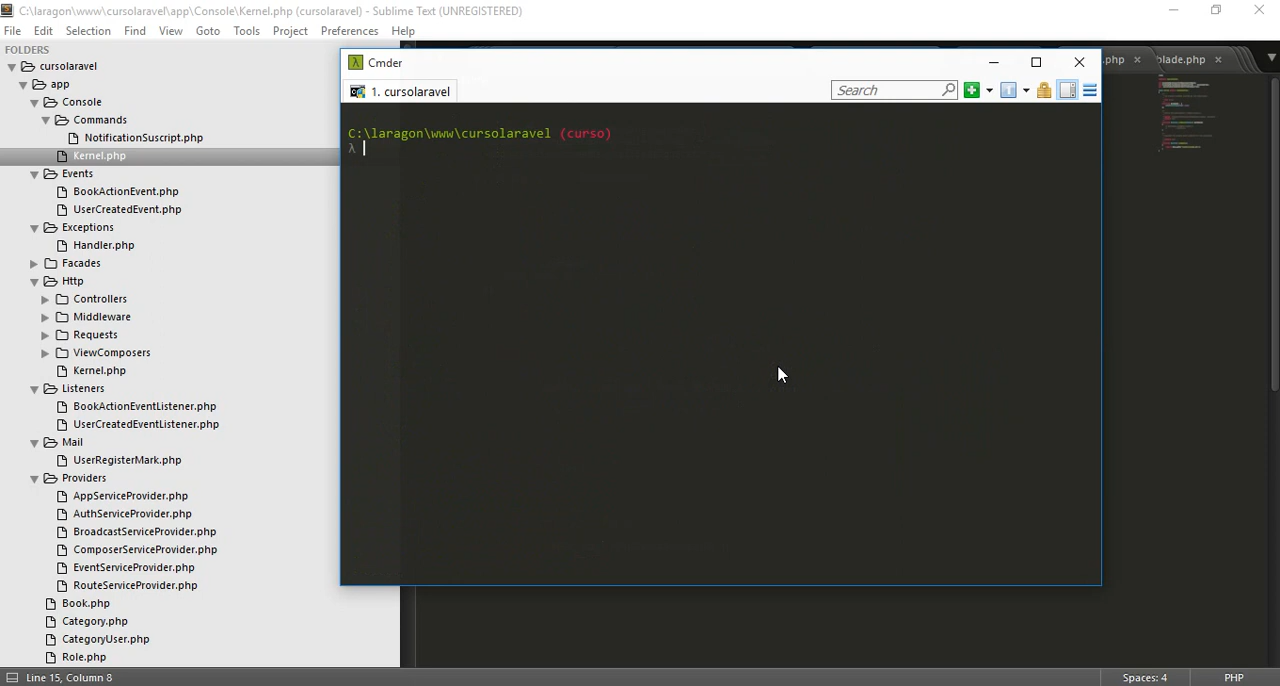 C:\laragon\www\cursolaravel\app\Console\Kernel.php (cursolaravel) - Sublime Text (UNREGISTERED)
File Edit Selection Find View Goto Tools Project Preferences Help
FOLDERS
cursolaravel
app
Console
Commands
NotificationSuscript.php
Kernel.php
Events
BookActionEvent.php
UserCreatedEvent.php
Exceptions
Handler.php
Facades
Http
Controllers
Middleware
Requests
ViewComposers
Kernel.php
Listeners
BookActionEventListener.php
UserCreatedEventListener.php
Mail
UserRegisterMark.php
Providers
AppServiceProvider.php
AuthServiceProvider.php
BroadcastServiceProvider.php
ComposerServiceProvider.php
EventServiceProvider.php
RouteServiceProvider.php
Book.php
Category.php
CategoryUser.php
Role.php
.php
blade.php
Cmder
1. cursolaravel
Search
C:\laragon\www\cursolaravel (curso)
λ
Line 15, Column 8
Spaces: 4
PHP